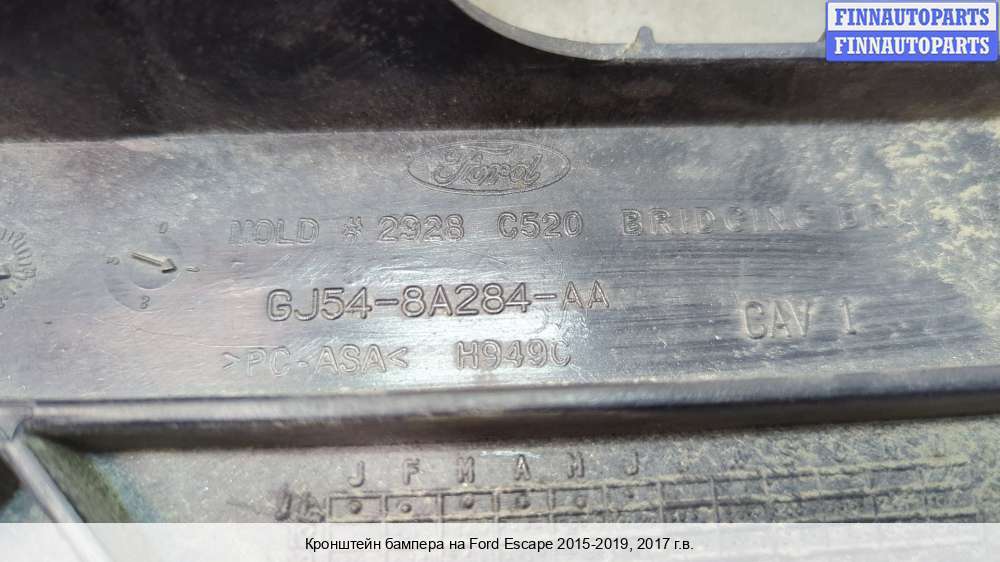 FINNAUTOPARTS
FINNAUTOPARTS
Ford
MOLD # 2928 C520 BRIDGING
GJ54-8A284-AA
CAV 1
>PC-ASA< H949C
J F M A M J
Кронштейн бампера на Ford Escape 2015-2019, 2017 г.в.